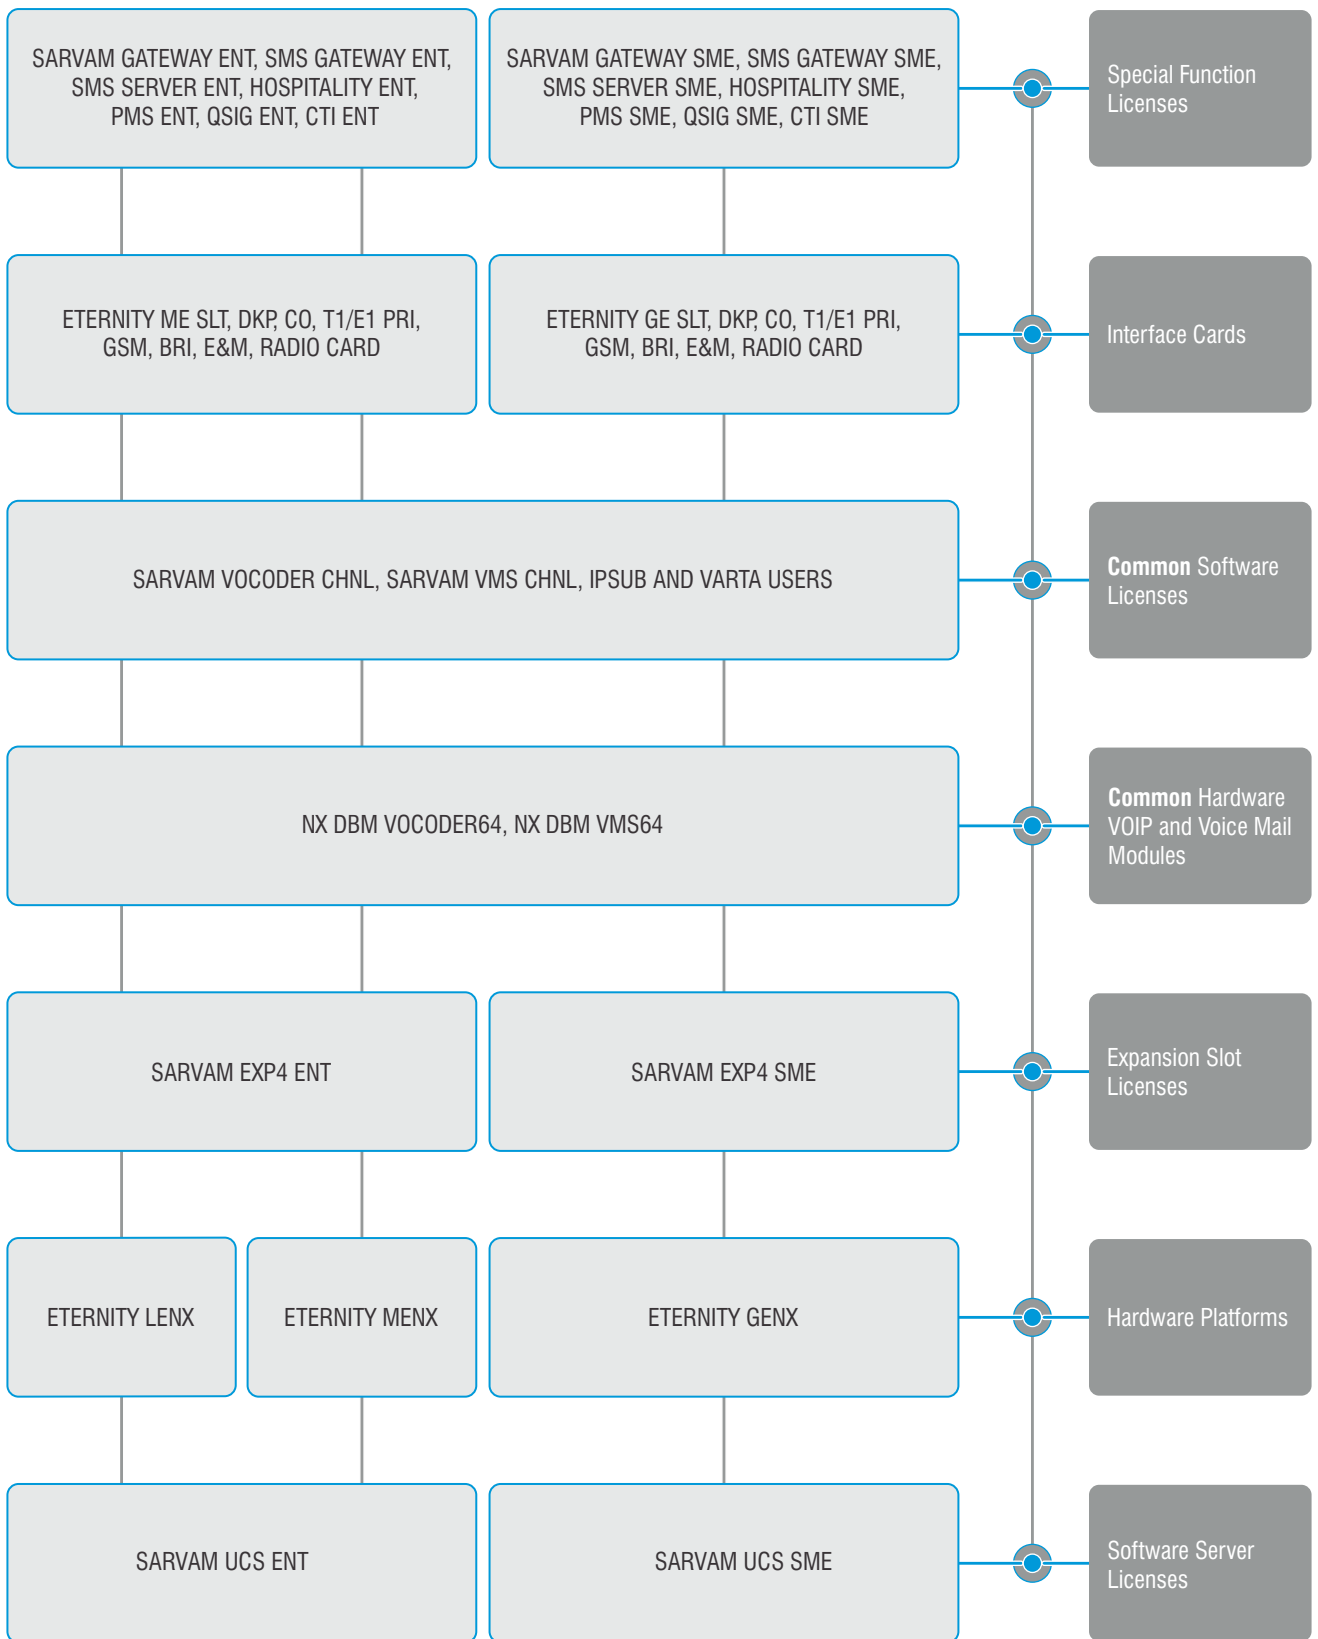 SARVAM GATEWAY ENT, SMS GATEWAY ENT,
SMS SERVER ENT, HOSPITALITY ENT,
PMS ENT, QSIG ENT, CTI ENT
SARVAM GATEWAY SME, SMS GATEWAY SME,
SMS SERVER SME, HOSPITALITY SME,
PMS SME, QSIG SME, CTI SME
Special Function
Licenses
ETERNITY ME SLT, DKP, CO, T1/E1 PRI,
GSM, BRI, E&M, RADIO CARD
ETERNITY GE SLT, DKP, CO, T1/E1 PRI,
GSM, BRI, E&M, RADIO CARD
Interface Cards
SARVAM VOCODER CHNL, SARVAM VMS CHNL, IPSUB AND VARTA USERS
Common Software
Licenses
NX DBM VOCODER64, NX DBM VMS64
Common Hardware
VOIP and Voice Mail
Modules
SARVAM EXP4 ENT
SARVAM EXP4 SME
Expansion Slot
Licenses
ETERNITY LENX
ETERNITY MENX
ETERNITY GENX
Hardware Platforms
SARVAM UCS ENT
SARVAM UCS SME
Software Server
Licenses